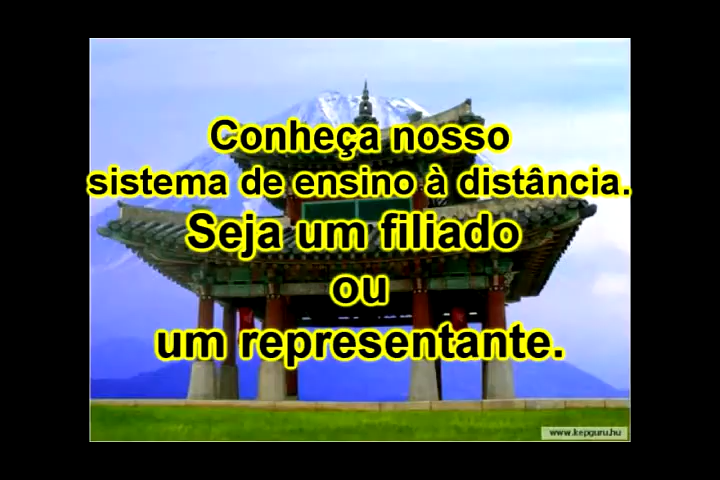 Conheça nosso
sistema de ensino à distância.
Seja um filiado
ou
um representante.
www.kepguru.hu